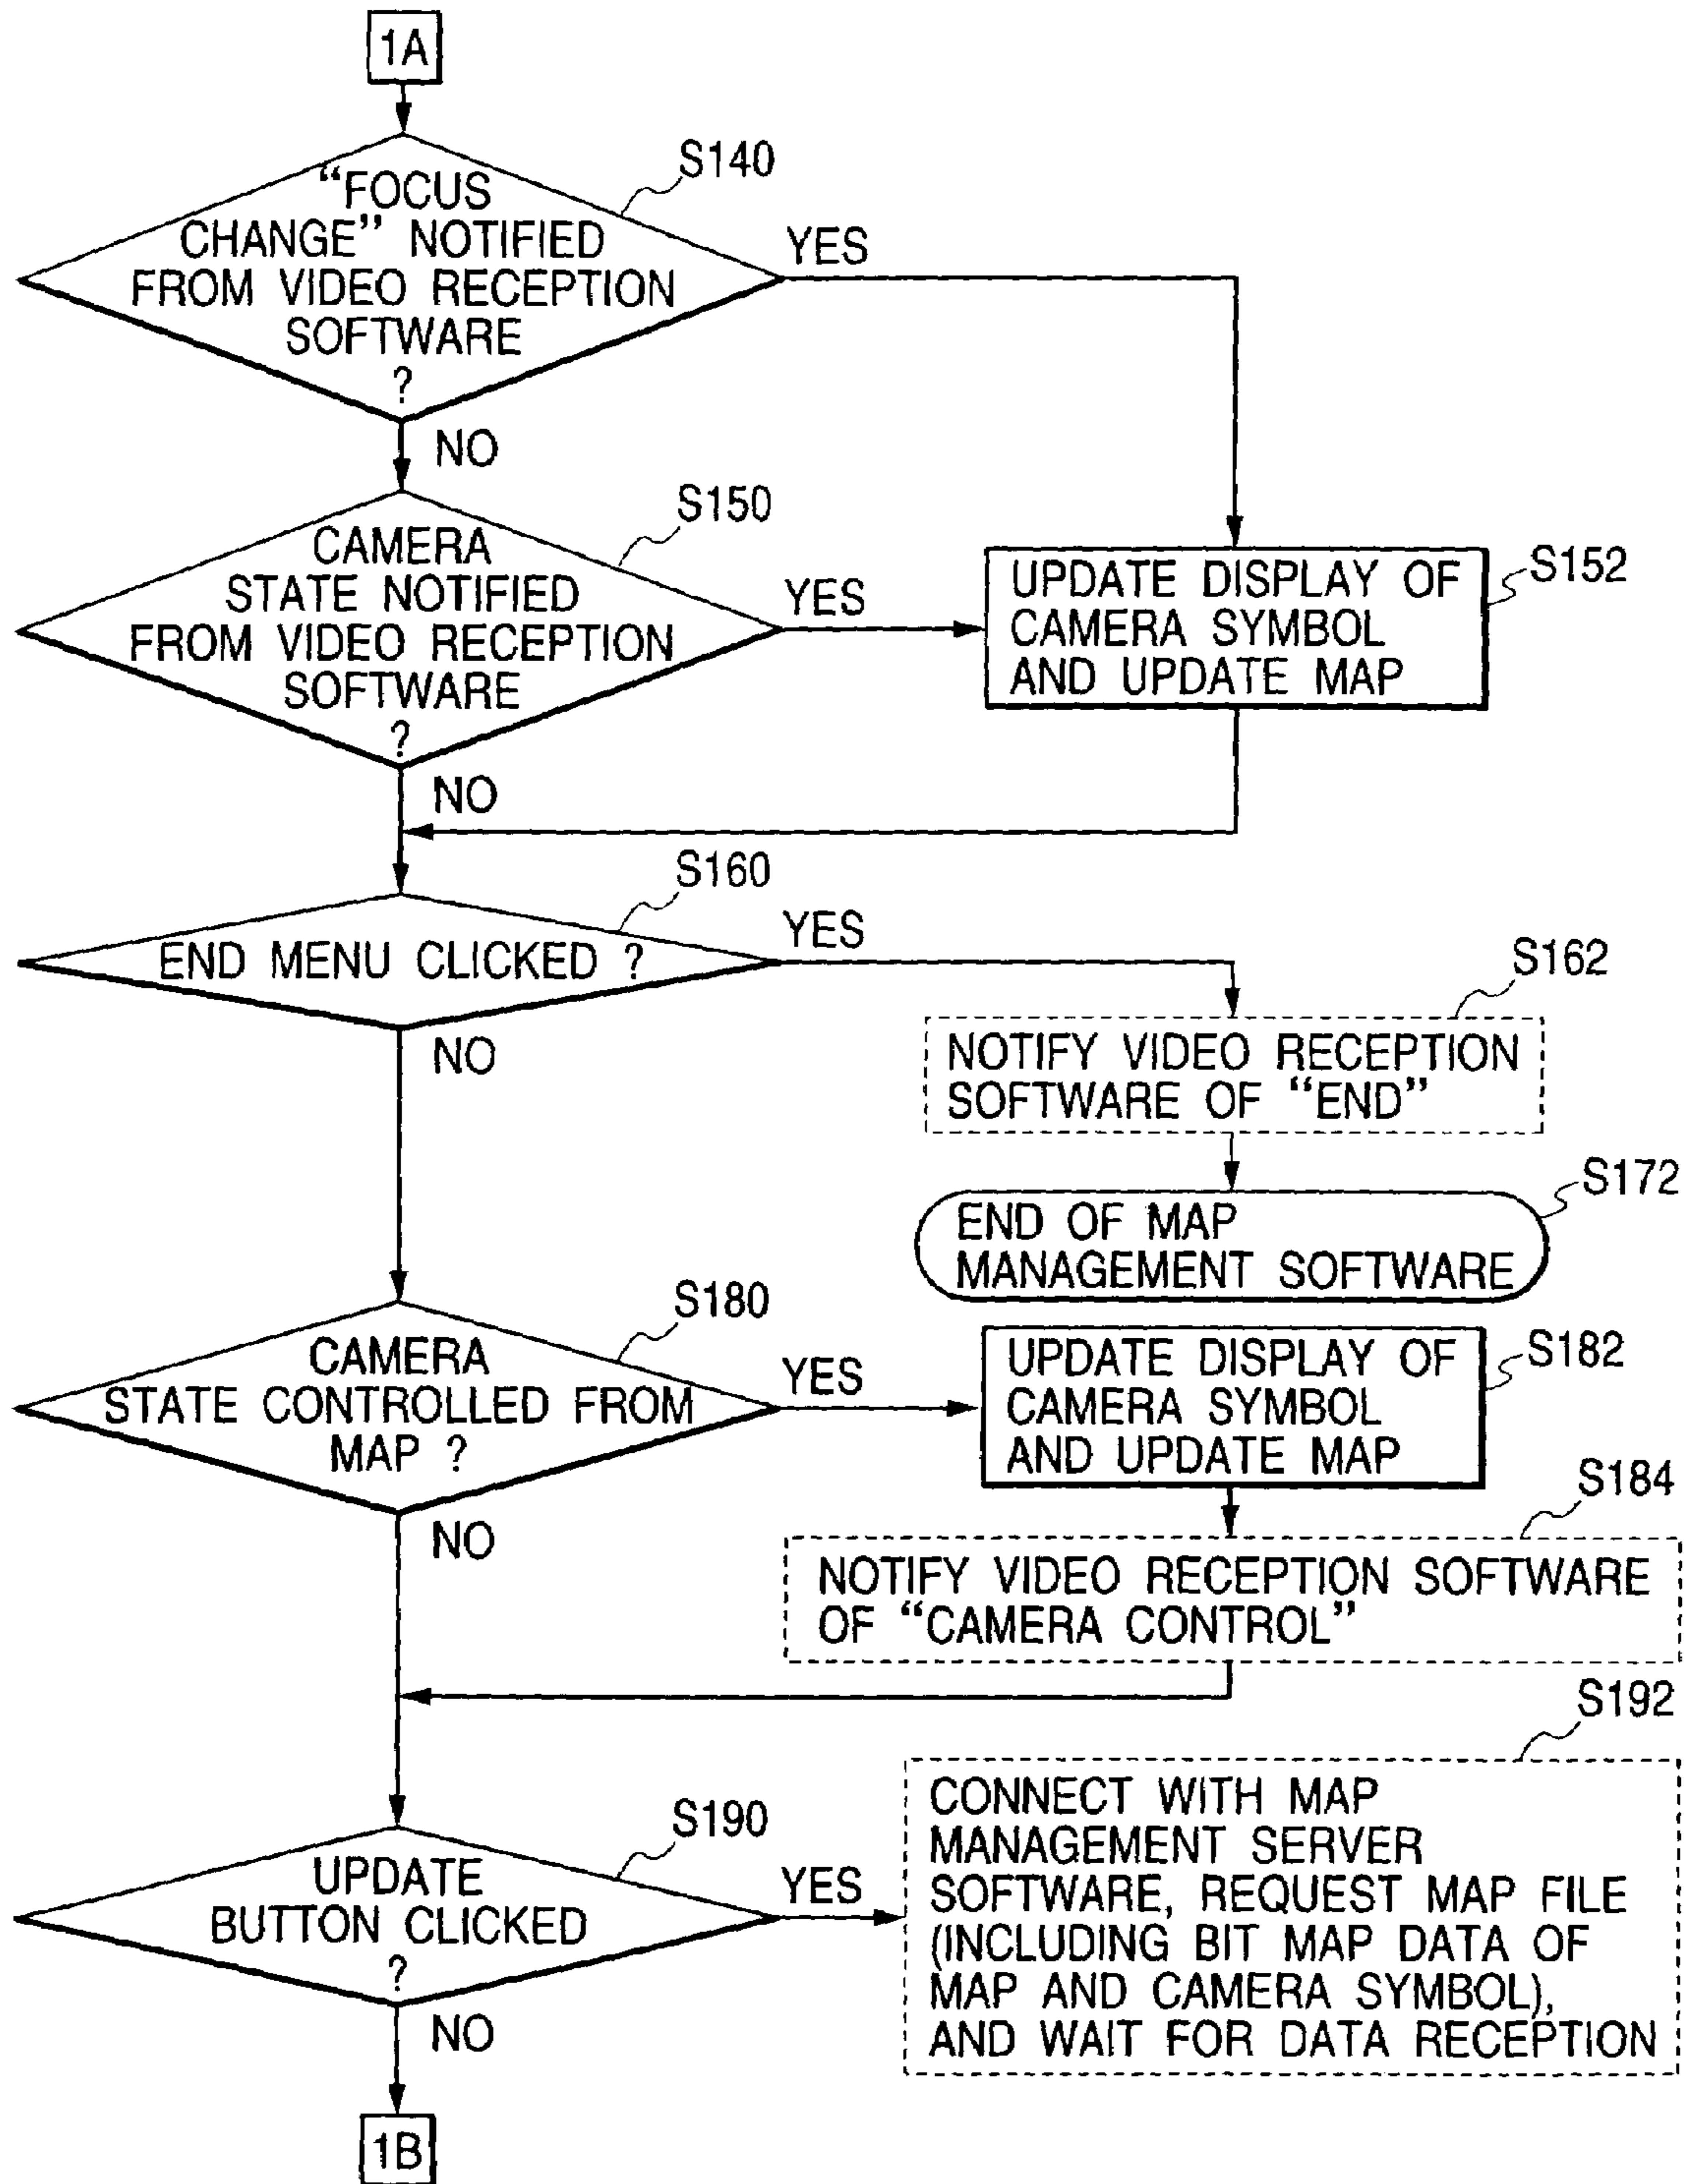 1A
S140
“FOCUS
CHANGE” NOTIFIED
FROM VIDEO RECEPTION
SOFTWARE
?
YES
NO
S150
CAMERA
STATE NOTIFIED
FROM VIDEO RECEPTION
SOFTWARE
?
YES
NO
S152
UPDATE DISPLAY OF
CAMERA SYMBOL
AND UPDATE MAP
S160
END MENU CLICKED ?
YES
NO
S162
NOTIFY VIDEO RECEPTION
SOFTWARE OF “END”
S172
END OF MAP
MANAGEMENT SOFTWARE
S180
CAMERA
STATE CONTROLLED FROM
MAP ?
YES
NO
S182
UPDATE DISPLAY OF
CAMERA SYMBOL
AND UPDATE MAP
S184
NOTIFY VIDEO RECEPTION SOFTWARE
OF “CAMERA CONTROL”
S190
UPDATE
BUTTON CLICKED
?
YES
NO
S192
CONNECT WITH MAP
MANAGEMENT SERVER
SOFTWARE, REQUEST MAP FILE
(INCLUDING BIT MAP DATA OF
MAP AND CAMERA SYMBOL),
AND WAIT FOR DATA RECEPTION
1B